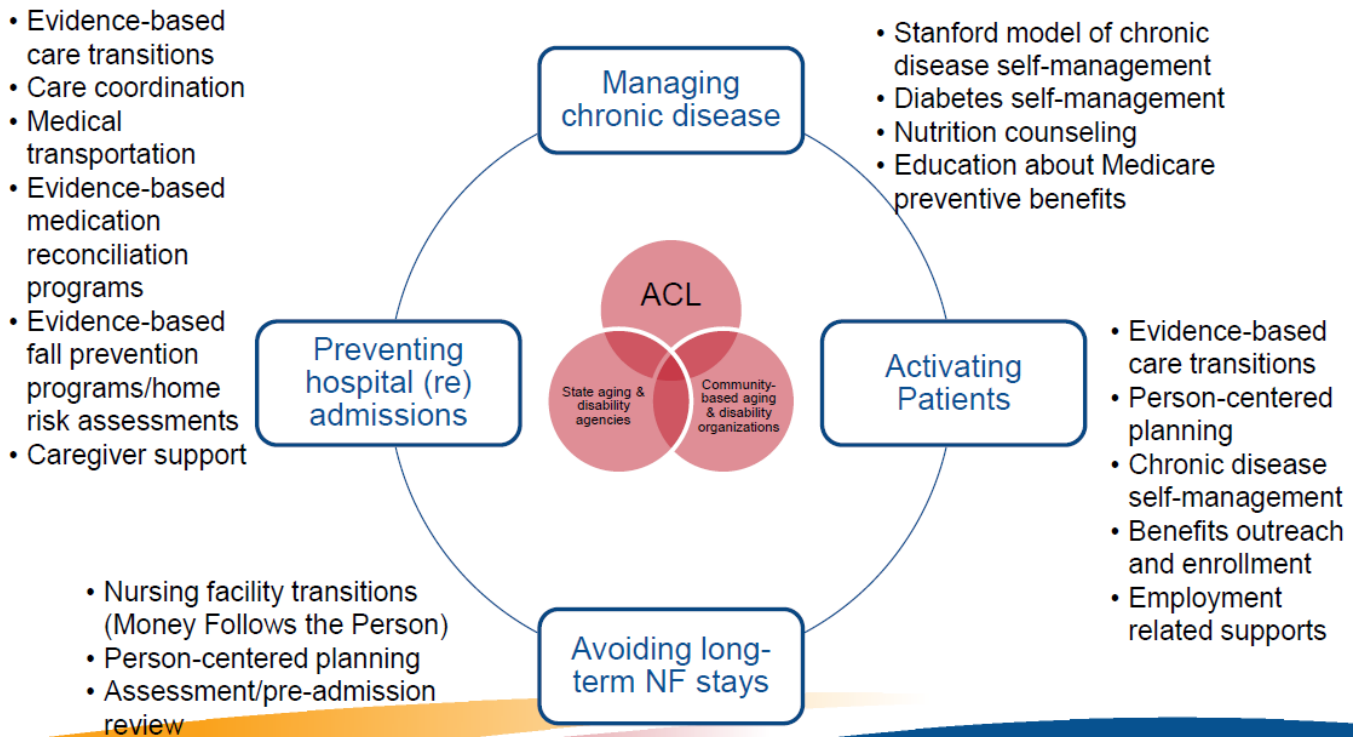 • Evidence-based
care transitions
• Care coordination
• Medical
transportation
• Evidence-based
medication
reconciliation
programs
• Evidence-based
fall prevention
programs/home
risk assessments
• Caregiver support
Managing
chronic disease
• Stanford model of chronic
disease self-management
• Diabetes self-management
• Nutrition counseling
• Education about Medicare
preventive benefits
Preventing
hospital (re)
admissions
ACL
State aging &
disability
agencies
Community-
based aging
& disability
organizations
Activating
Patients
• Evidence-based
care transitions
• Person-centered
planning
• Chronic disease
self-management
• Benefits outreach
and enrollment
• Employment
related supports
• Nursing facility transitions
(Money Follows the Person)
• Person-centered planning
• Assessment/pre-admission
review
Avoiding long-
term NF stays